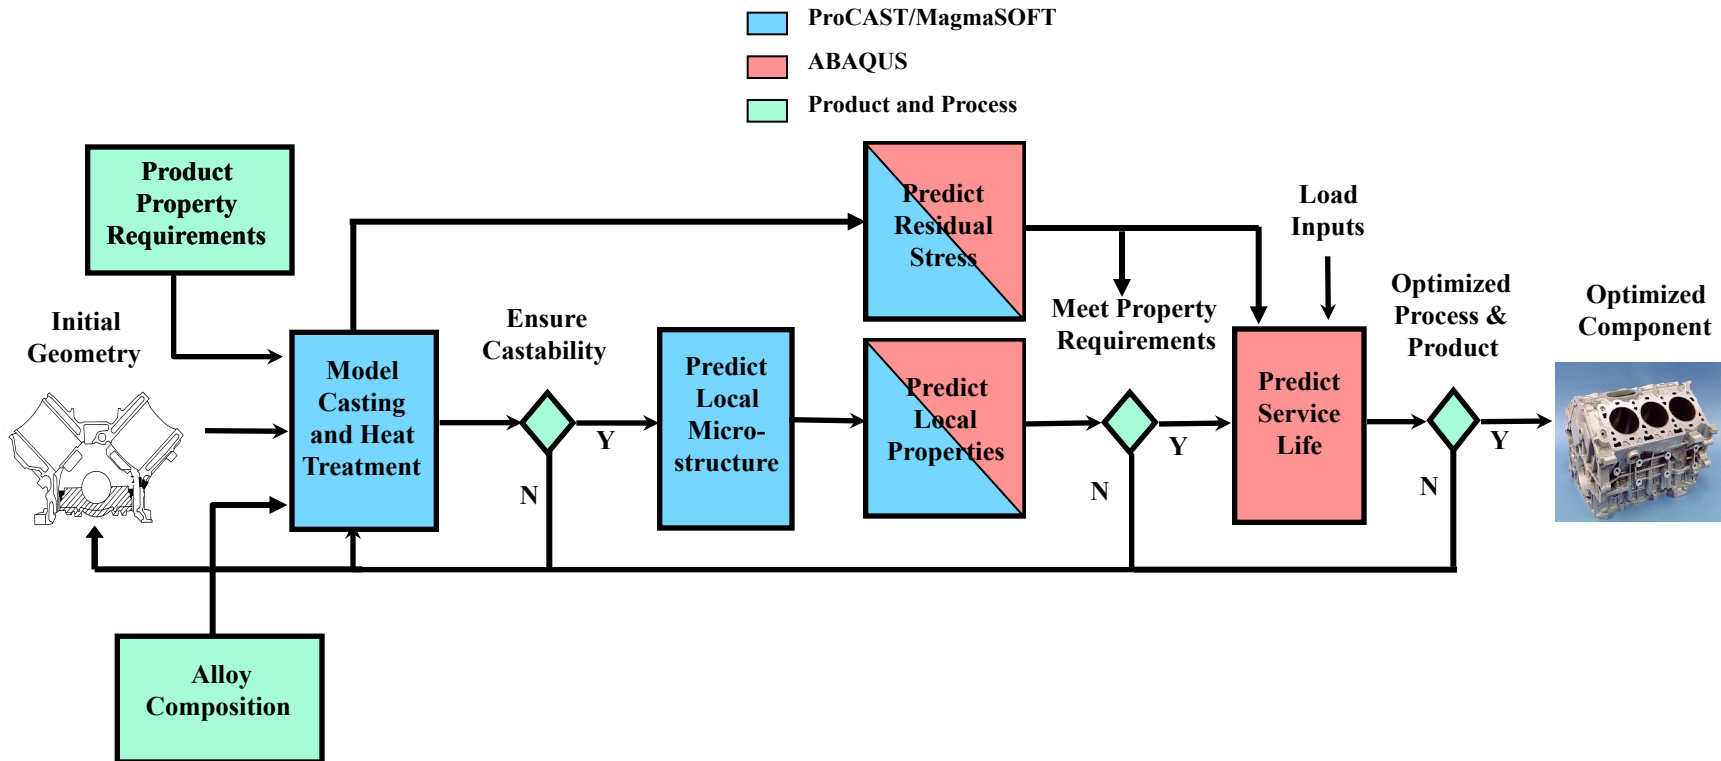 ProCAST/MagmaSOFT
ABAQUS
Product and Process
Product
Property
Requirements
Initial
Geometry
Model
Casting
and Heat
Treatment
Alloy
Composition
Ensure
Castability
Y
N
Predict
Local
Micro-
structure
Predict
Residual
Stress
Predict
Local
Properties
Meet Property
Requirements
Y
N
Load
Inputs
Predict
Service
Life
Optimized
Process &
Product
Y
N
Optimized
Component